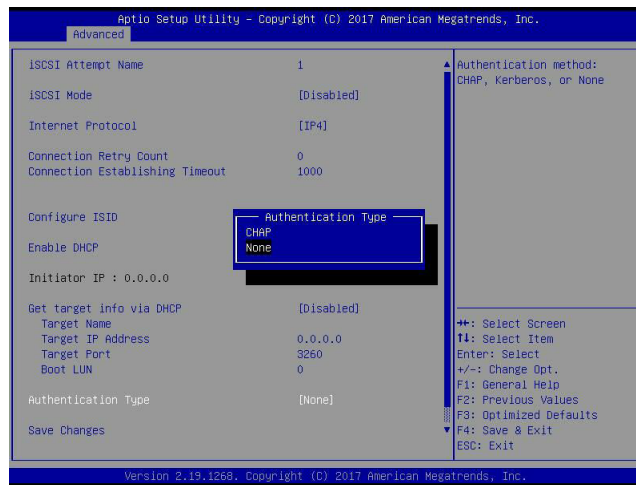 Aptio Setup Utility – Copyright (C) 2017 American Megatrends, Inc.
Advanced
iSCSI Attempt Name 1
iSCSI Mode [Disabled]
Internet Protocol [IP4]
Connection Retry Count 0
Connection Establishing Timeout 1000
Configure ISID
Enable DHCP
Initiator IP : 0.0.0.0
Get target info via DHCP [Disabled]
Target Name
Target IP Address 0.0.0.0
Target Port 3260
Boot LUN 0
Authentication Type [None]
Save Changes
Authentication Type
CHAP
None
Authentication method:
CHAP, Kerberos, or None
→←: Select Screen
↑↓: Select Item
Enter: Select
+/-: Change Opt.
F1: General Help
F2: Previous Values
F3: Optimized Defaults
F4: Save & Exit
ESC: Exit
Version 2.19.1268. Copyright (C) 2017 American Megatrends, Inc.